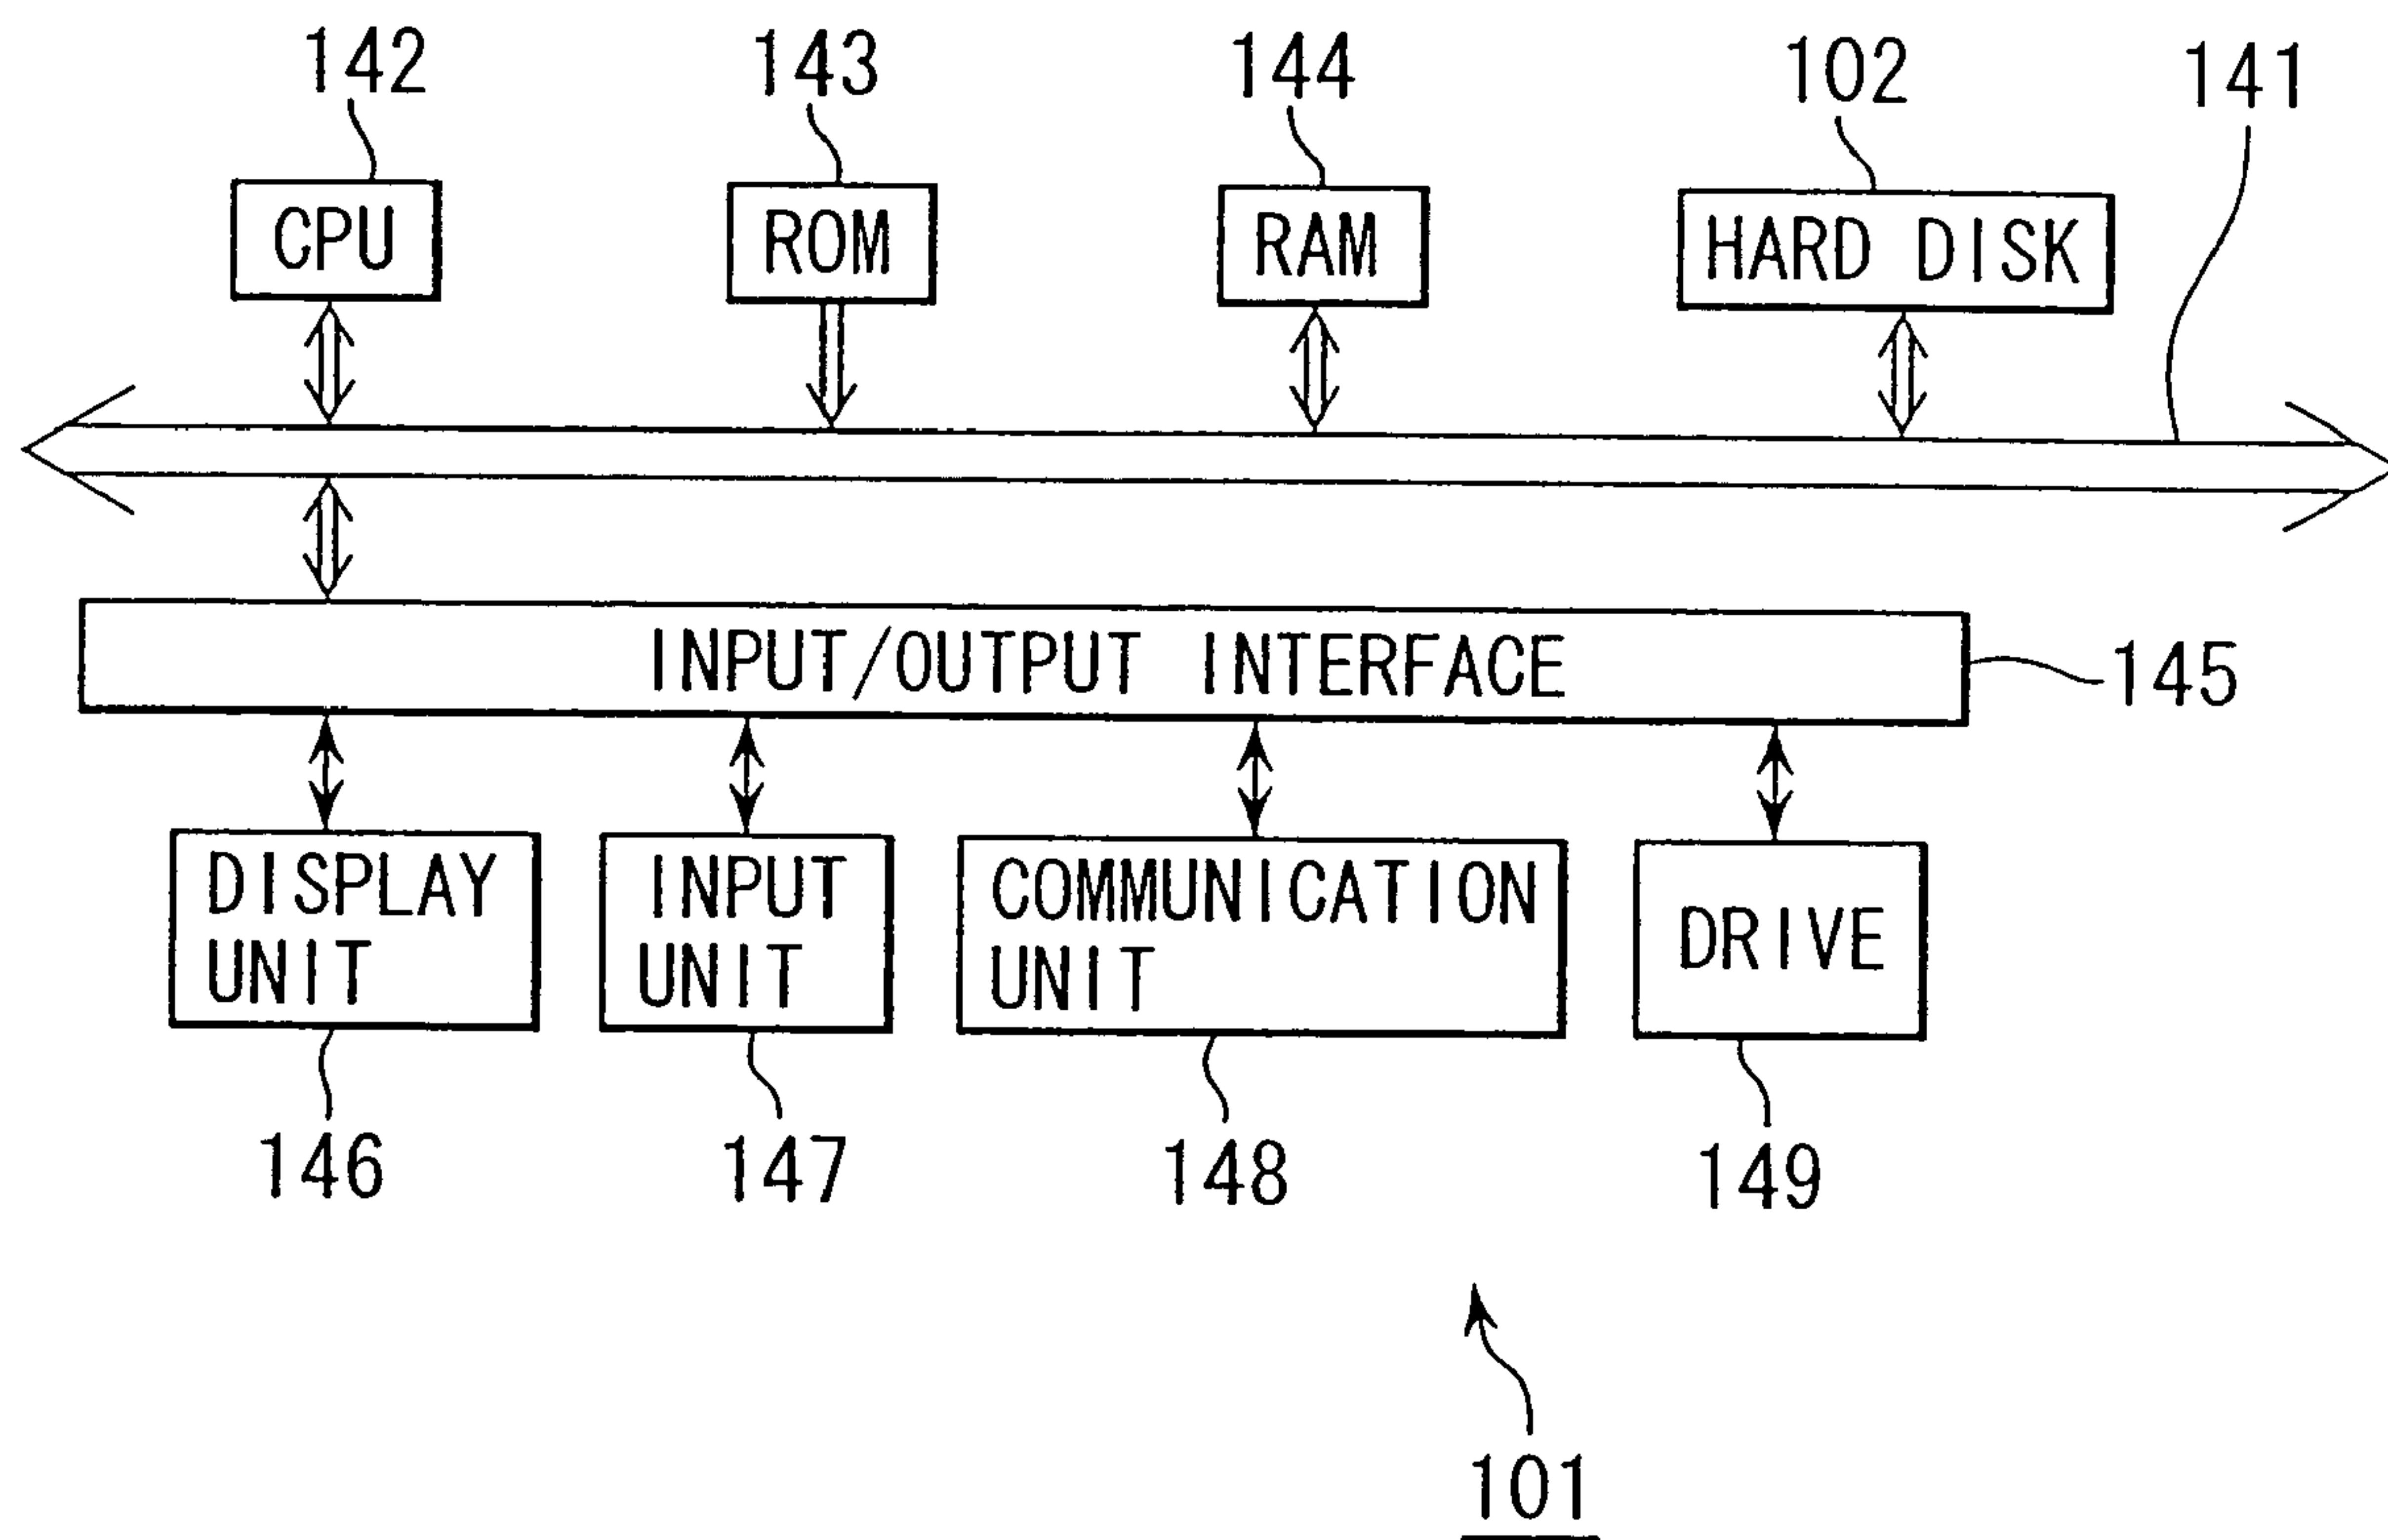 142
143
144
102
141
CPU
ROM
RAM
HARD DISK
INPUT/OUTPUT INTERFACE
145
DISPLAY
UNIT
INPUT
UNIT
COMMUNICATION
UNIT
DRIVE
146
147
148
149
101